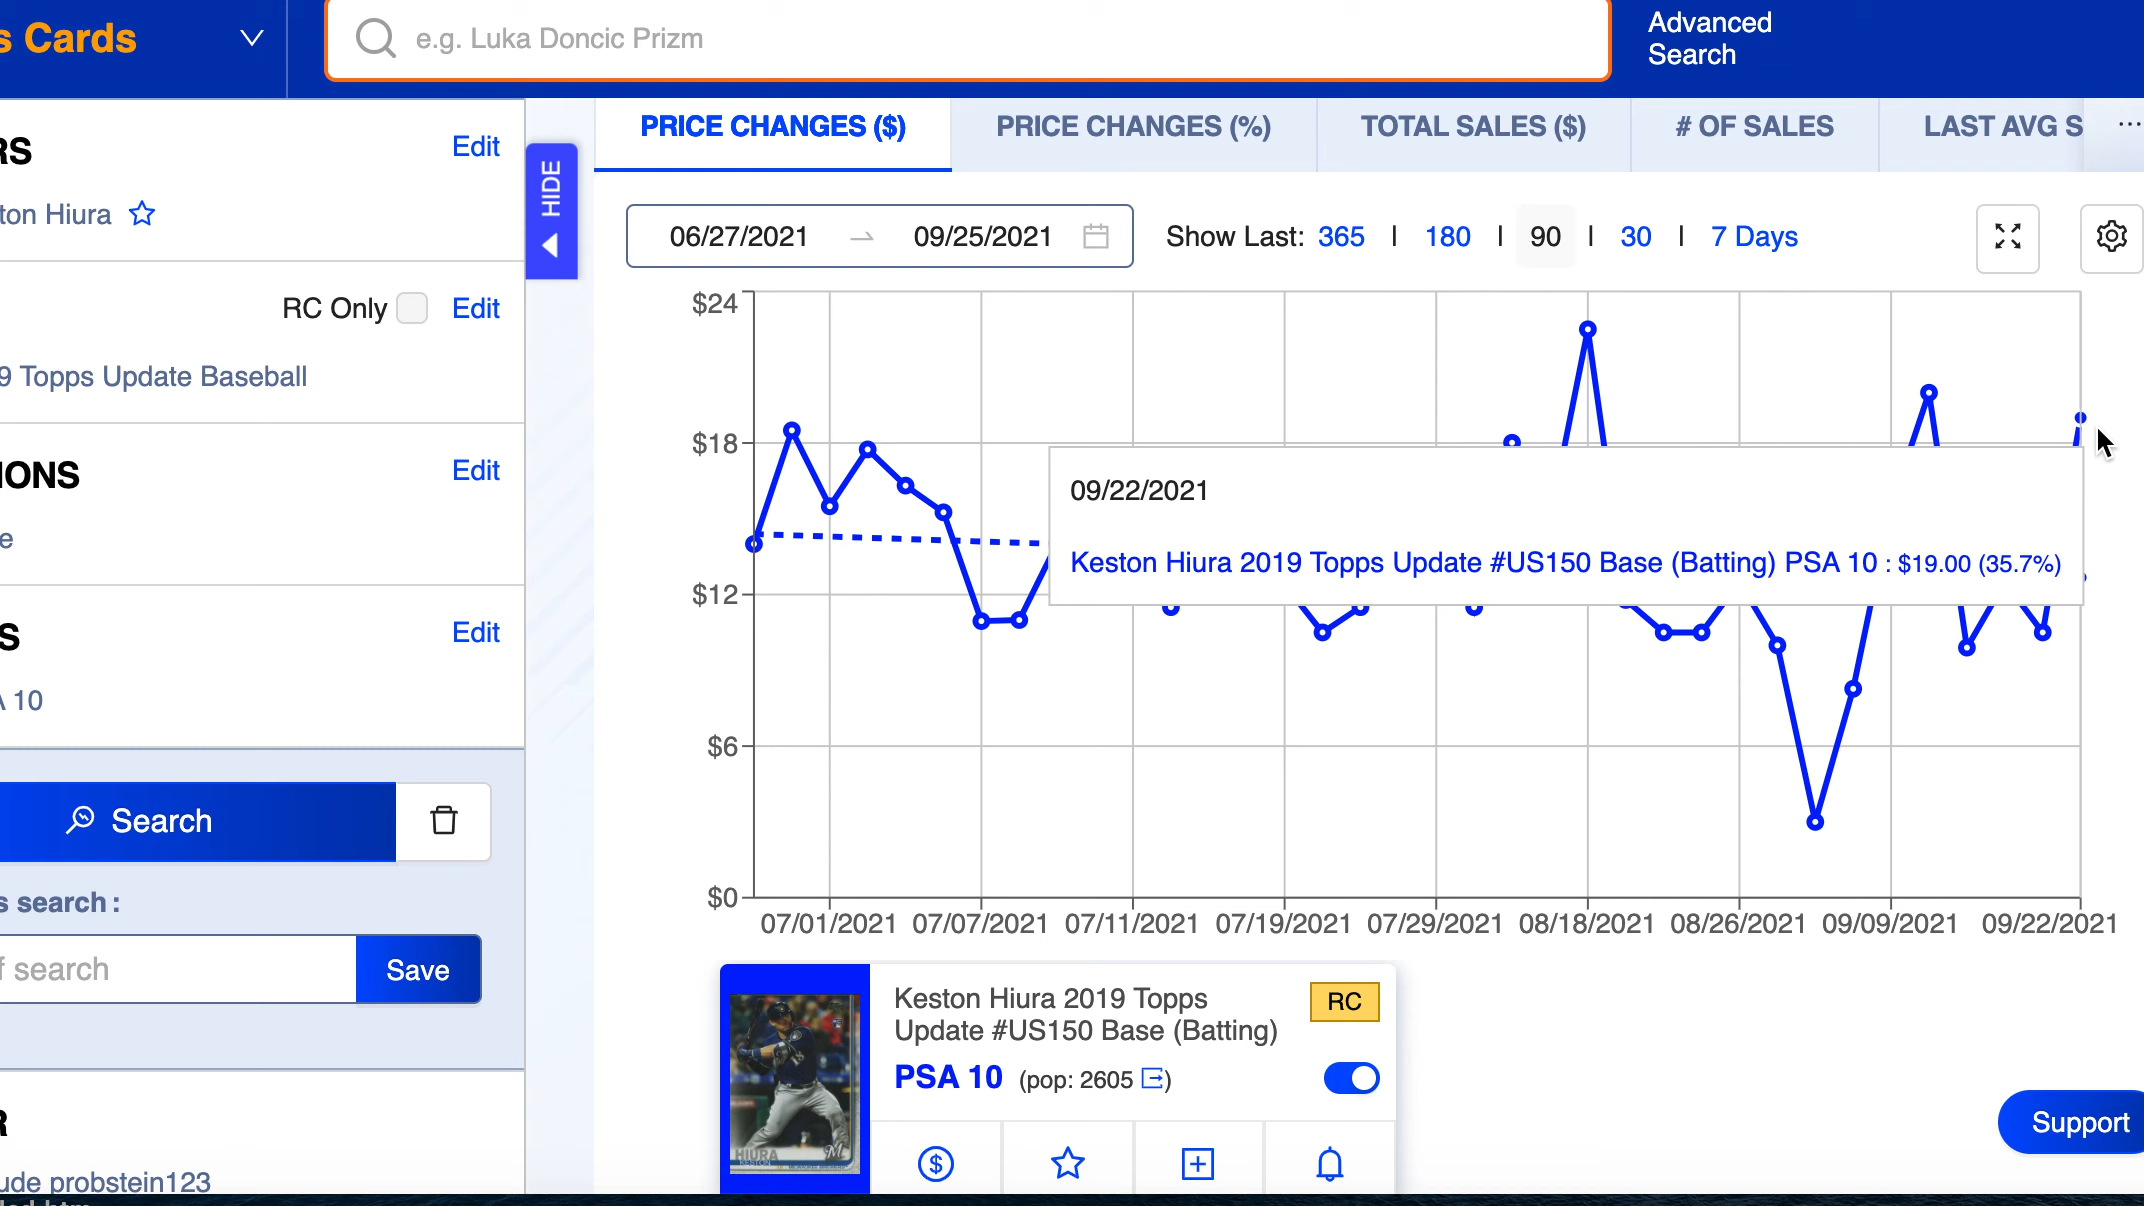 s Cards
e.g. Luka Doncic Prizm
Advanced
Search
RS
Edit
ton Hiura
RC Only
Edit
9 Topps Update Baseball
IONS
Edit
e
S
Edit
A 10
Search
s search :
f search
Save
R
ude probstein123
HIDE
PRICE CHANGES ($)
PRICE CHANGES (%)
TOTAL SALES ($)
# OF SALES
LAST AVG S
...
06/27/2021
09/25/2021
Show Last: 365 | 180 | 90 | 30 | 7 Days
$24
$18
$12
$6
$0
09/22/2021
Keston Hiura 2019 Topps Update #US150 Base (Batting) PSA 10 : $19.00 (35.7%)
07/01/2021 07/07/2021 07/11/2021 07/19/2021 07/29/2021 08/18/2021 08/26/2021 09/09/2021 09/22/2021
Keston Hiura 2019 Topps
Update #US150 Base (Batting)
RC
PSA 10 (pop: 2605)
HIURA
KESTON
Support